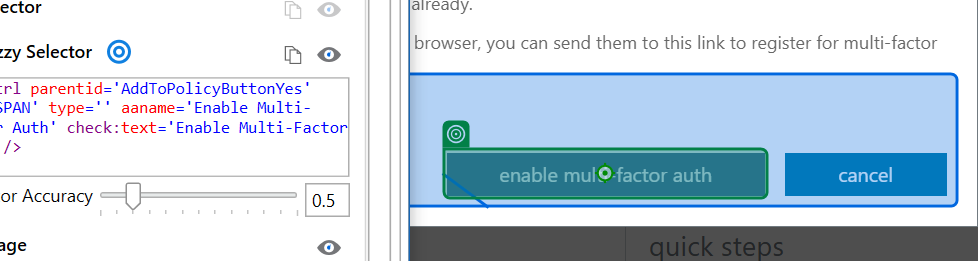 ector
already.
browser, you can send them to this link to register for multi-factor
zzy Selector
trl parentid='AddToPolicyButtonYes'
SPAN' type='' aaname='Enable Multi-
r Auth' check:text='Enable Multi-Factor
/>
enable multi-factor auth
cancel
or Accuracy
0.5
age
quick steps